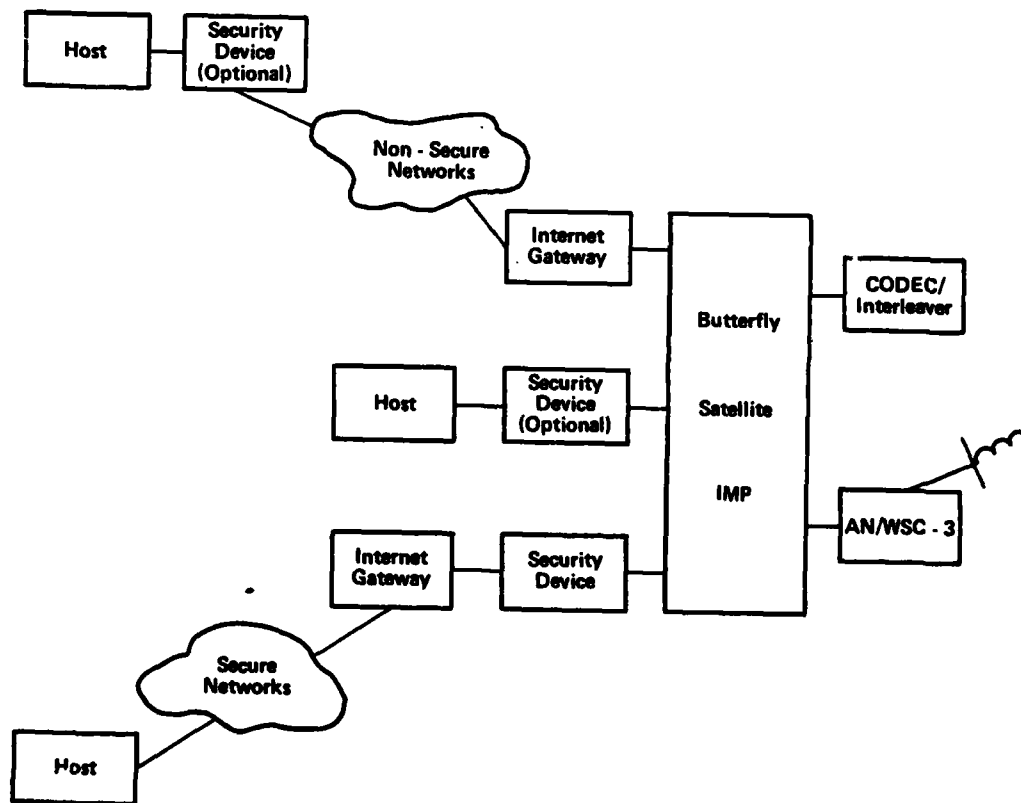 Host
Security
Device
(Optional)
Non - Secure
Networks
Internet
Gateway
Butterfly
Satellite
IMP
CODEC/
Interleaver
Host
Security
Device
(Optional)
AN/WSC - 3
Internet
Gateway
Security
Device
Secure
Networks
Host